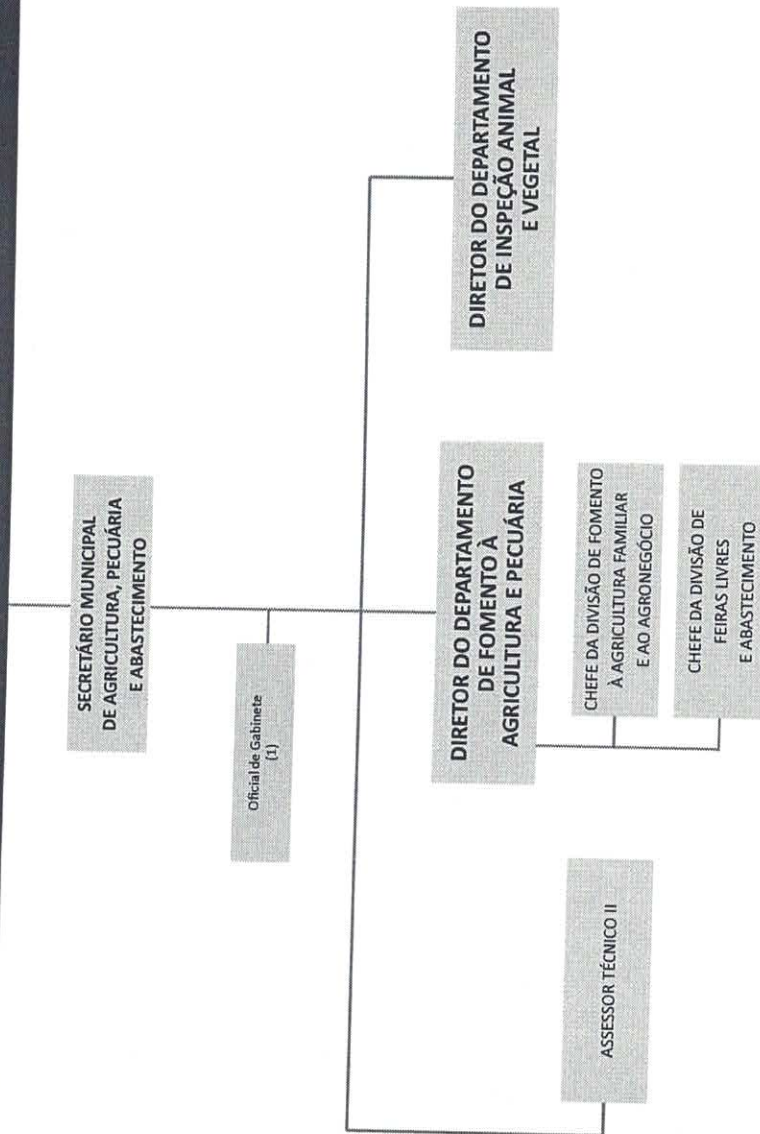 SECRETÁRIO MUNICIPAL
DE AGRICULTURA, PECUÁRIA
E ABASTECIMENTO
Oficial de Gabinete
(1)
ASSESSOR TÉCNICO II
DIRETOR DO DEPARTAMENTO
DE FOMENTO À
AGRICULTURA E PECUÁRIA
CHEFE DA DIVISÃO DE FOMENTO
À AGRICULTURA FAMILIAR
E AO AGRONEGÓCIO
CHEFE DA DIVISÃO DE
FEIRAS LIVRES
E ABASTECIMENTO
DIRETOR DO DEPARTAMENTO
DE INSPEÇÃO ANIMAL
E VEGETAL